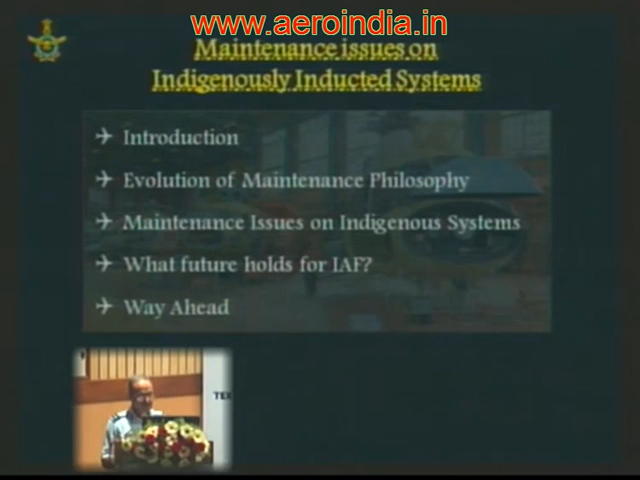 www.aeroindia.in
Maintenance issues on
Indigenously Inducted Systems
Introduction
Evolution of Maintenance Philosophy
Maintenance Issues on Indigenous Systems
What future holds for IAF?
Way Ahead
TEX